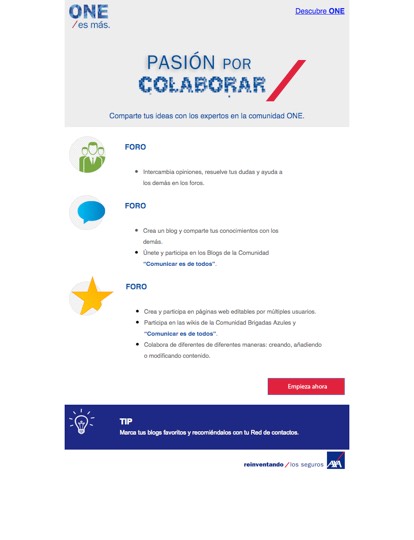 ONE
/es más.
Descubre ONE
PASIÓN POR
COLABORAR
Comparte tus ideas con los expertos en la comunidad ONE.
FORO
• Intercambia opiniones, resuelve tus dudas y ayuda a
los demás en los foros.
FORO
• Crea un blog y comparte tus conocimientos con los
demás.
• Únete y participa en los Blogs de la Comunidad
“Comunicar es de todos”.
FORO
• Crea y participa en páginas web editables por múltiples usuarios.
• Participa en las wikis de la Comunidad Brigadas Azules y
“Comunicar es de todos”.
• Colabora de diferentes de diferentes maneras: creando, añadiendo
o modificando contenido.
Empieza ahora
TIP
Marca tus blogs favoritos y recomiéndalos con tu Red de contactos.
reinventando / los seguros AXA